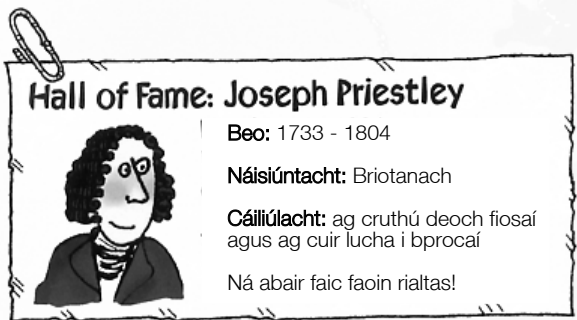 Hall of Fame: Joseph Priestley
Beo: 1733 - 1804
Náisiúntacht: Briotanach
Cáiliúlacht: ag cruthú deoch fiosaí
agus ag cuir lucha i bprocaí
Ná abair faic faoin rialtas!